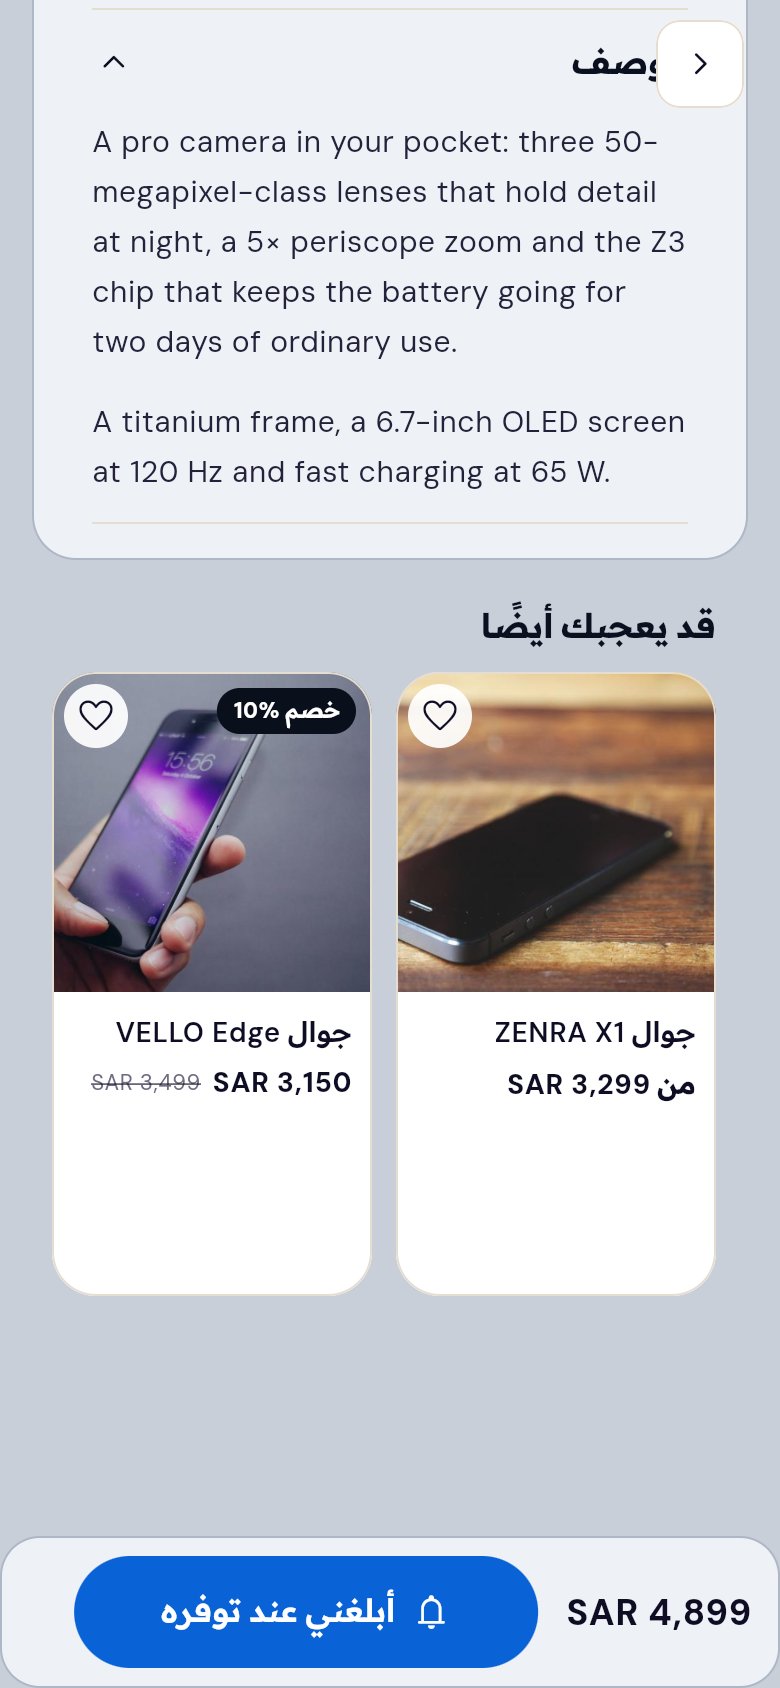 وصف
A pro camera in your pocket: three 50-
megapixel-class lenses that hold detail
at night, a 5× periscope zoom and the Z3
chip that keeps the battery going for
two days of ordinary use.
A titanium frame, a 6.7-inch OLED screen
at 120 Hz and fast charging at 65 W.
قد يعجبك أيضًا
جوال ZENRA X1
من SAR 3,299
خصم 10%
15:56
جوال VELLO Edge
SAR 3,150 SAR 3,499
SAR 4,899
أبلغني عند توفره